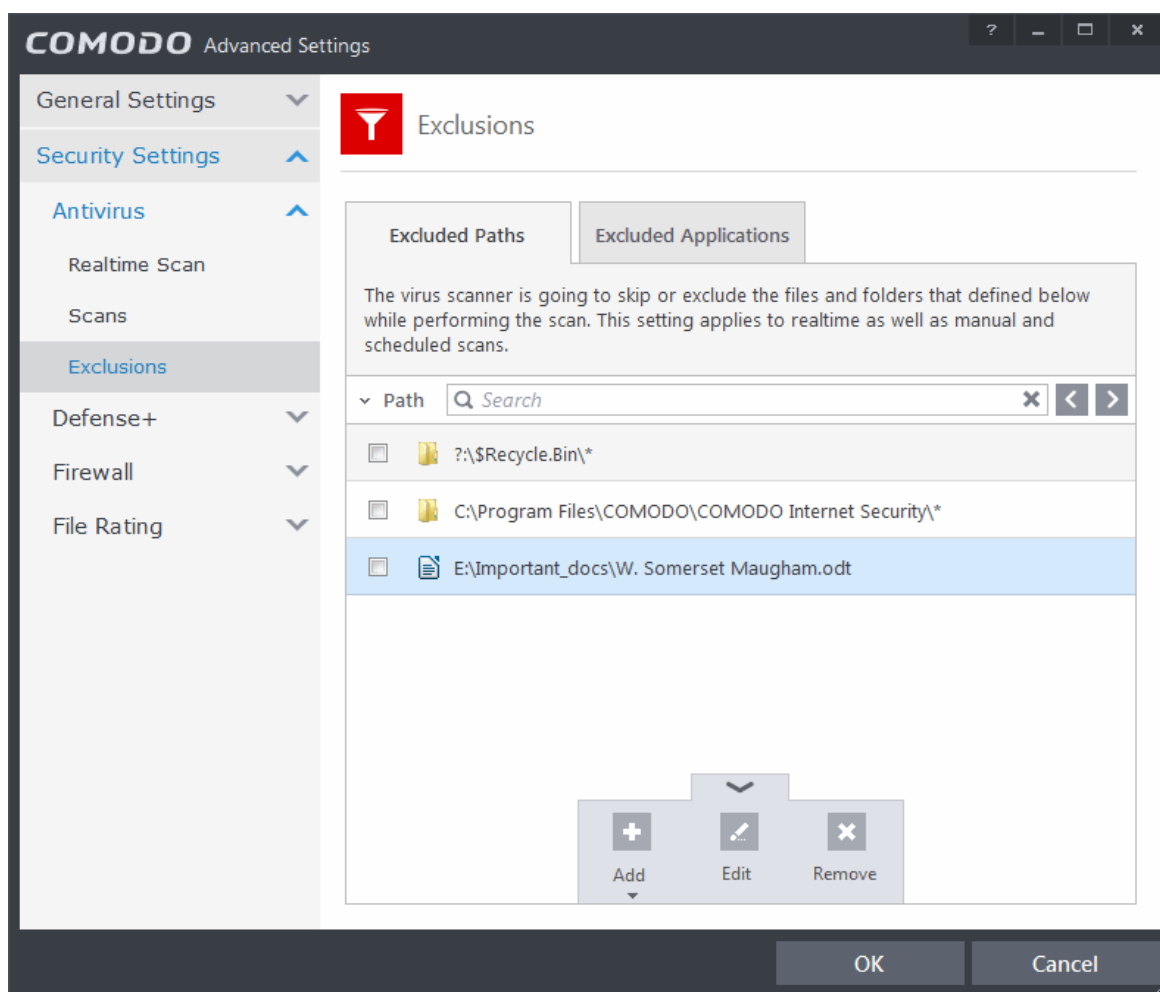 COMODO Advanced Settings
?
General Settings
Security Settings
Antivirus
Realtime Scan
Scans
Exclusions
Defense+
Firewall
File Rating
Exclusions
Excluded Paths
Excluded Applications
The virus scanner is going to skip or exclude the files and folders that defined below
while performing the scan. This setting applies to realtime as well as manual and
scheduled scans.
Path
Search
?:\$Recycle.Bin\*
C:\Program Files\COMODO\COMODO Internet Security\*
E:\Important_docs\W. Somerset Maugham.odt
Add
Edit
Remove
OK
Cancel